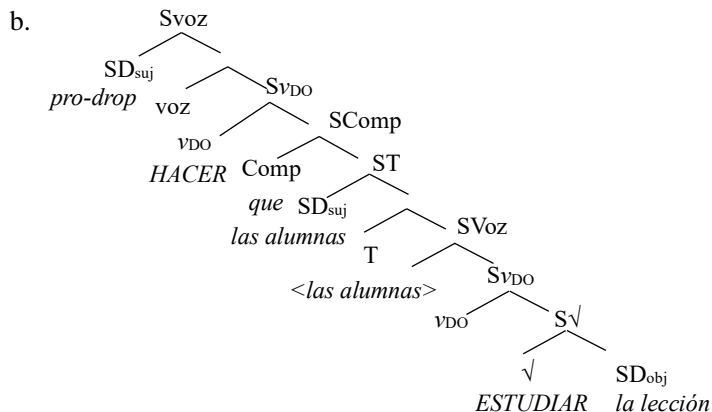 b.
Svoz
SDsuj
pro-drop
voz
SvDO
vDO
HACER
SComp
Comp
que
ST
SDsuj
las alumnas
T
SVoz
<las alumnas>
SvDO
vDO
S√
√
ESTUDIAR
SDobj
la lección